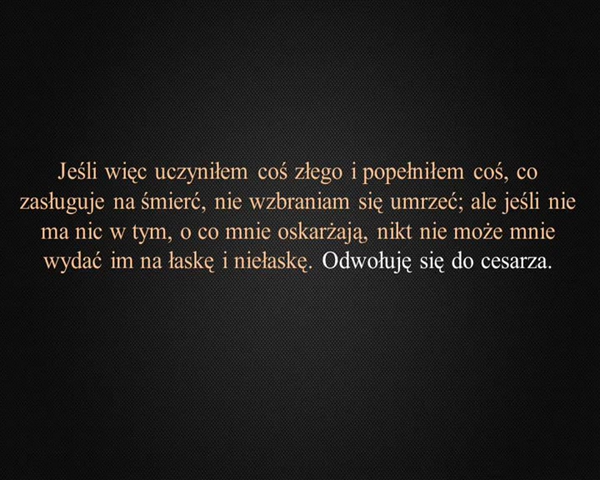 Jeśli więc uczyniłem coś złego i popełniłem coś, co
zasługuje na śmierć, nie wzbraniam się umrzeć; ale jeśli nie
ma nic w tym, o co mnie oskarżają, nikt nie może mnie
wydać im na łaskę i niełaskę. Odwołuję się do cesarza.